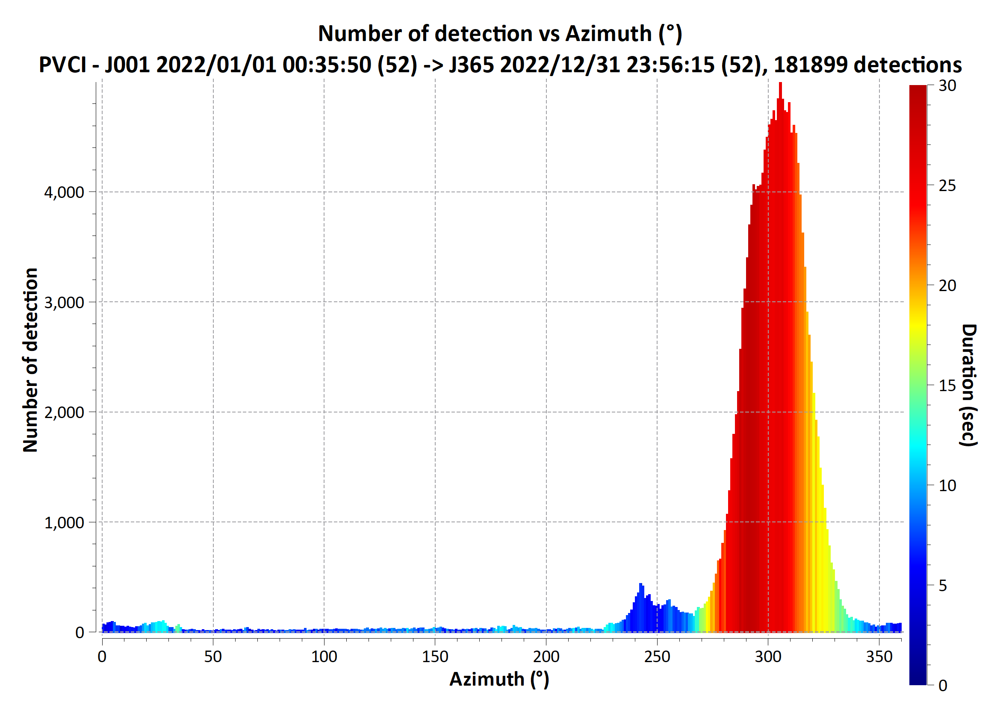 Number of detection vs Azimuth (°)
PVCI - J001 2022/01/01 00:35:50 (52) -> J365 2022/12/31 23:56:15 (52), 181899 detections
Number of detection
4,000
3,000
2,000
1,000
0
0 50 100 150 200 250 300 350
Azimuth (°)
30
25
20
15
10
5
0
Duration (sec)